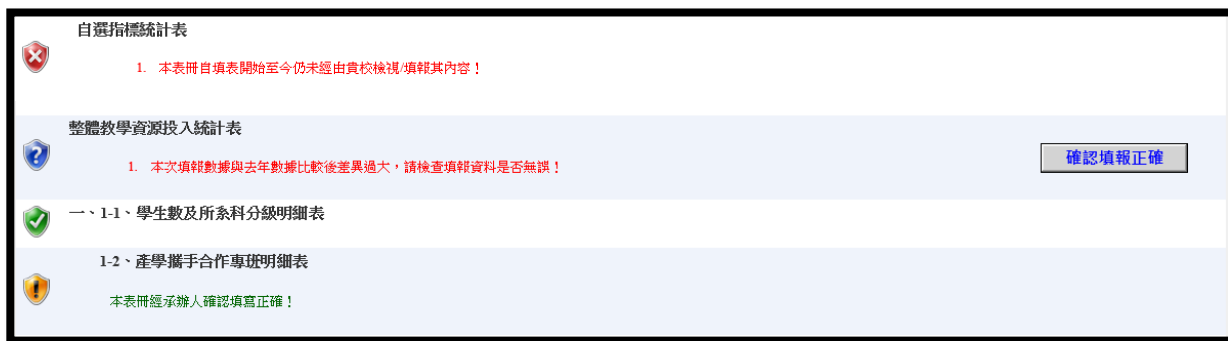 自選指標統計表
1. 本表冊自填表開始至今仍未經由貴校檢視/填報其內容！
整體教學資源投入統計表
1. 本次填報數據與去年數據比較後差異過大，請檢查填報資料是否無誤！
確認填報正確
一、1-1、學生數及所系科分級明細表
1-2、產學攜手合作專班明細表
本表冊經承辦人確認填寫正確！